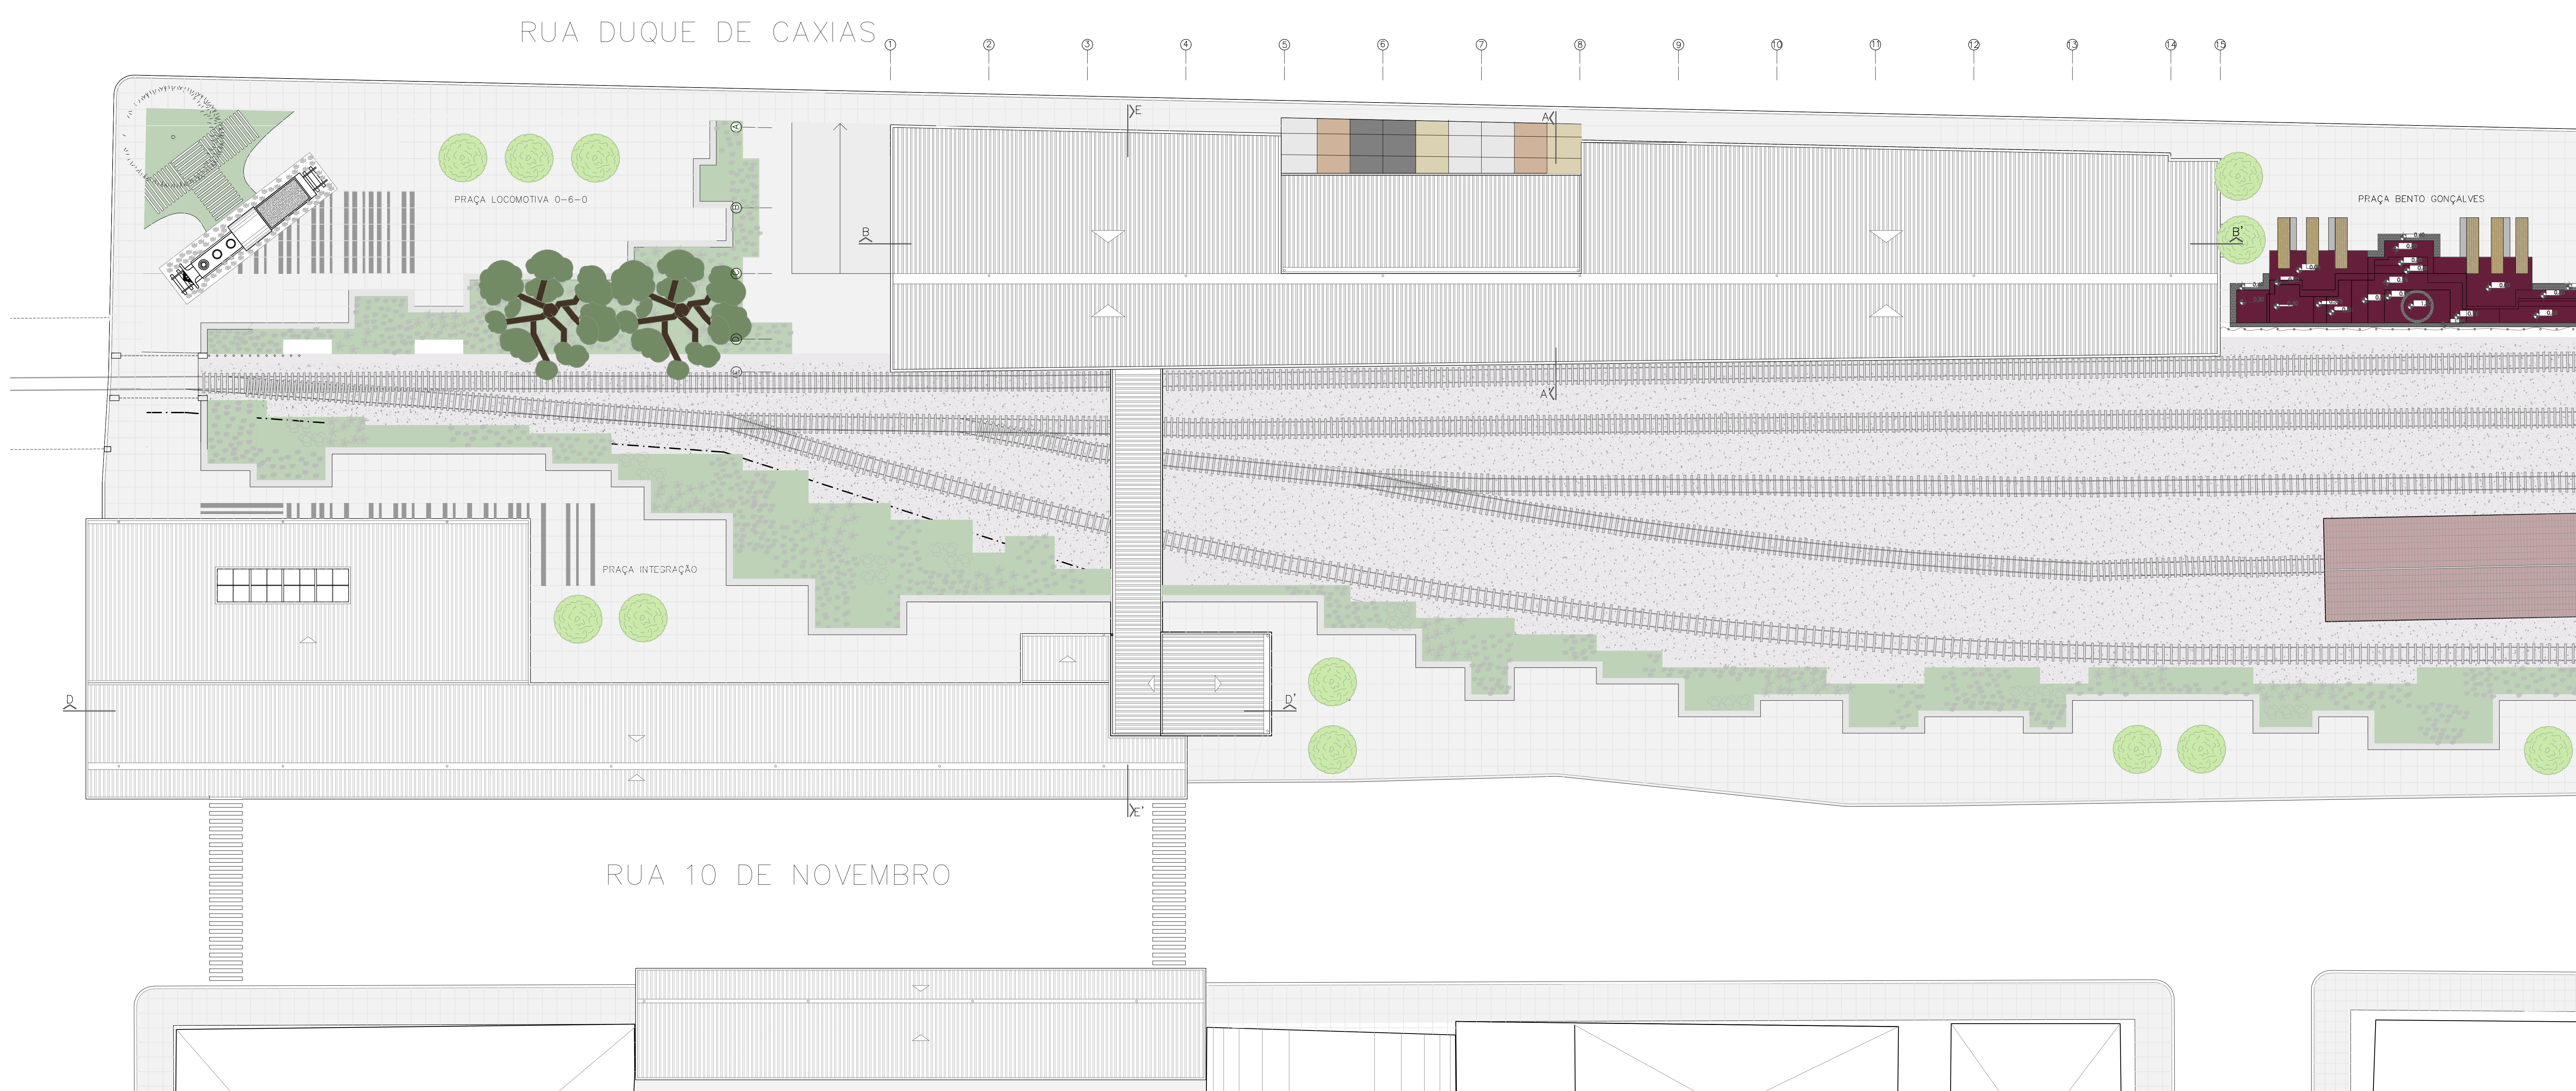 RUA DUQUE DE CAXIAS
1 2 3 4 5 6 7 8 9 10 11 12 13 14 15
E
A
A
PRAÇA LOCOMOTIVA 0-6-0
PRAÇA BENTO GONÇALVES
B
B
B'
C
D
E
A'
PRAÇA INTEGRAÇÃO
D
D'
E'
RUA 10 DE NOVEMBRO